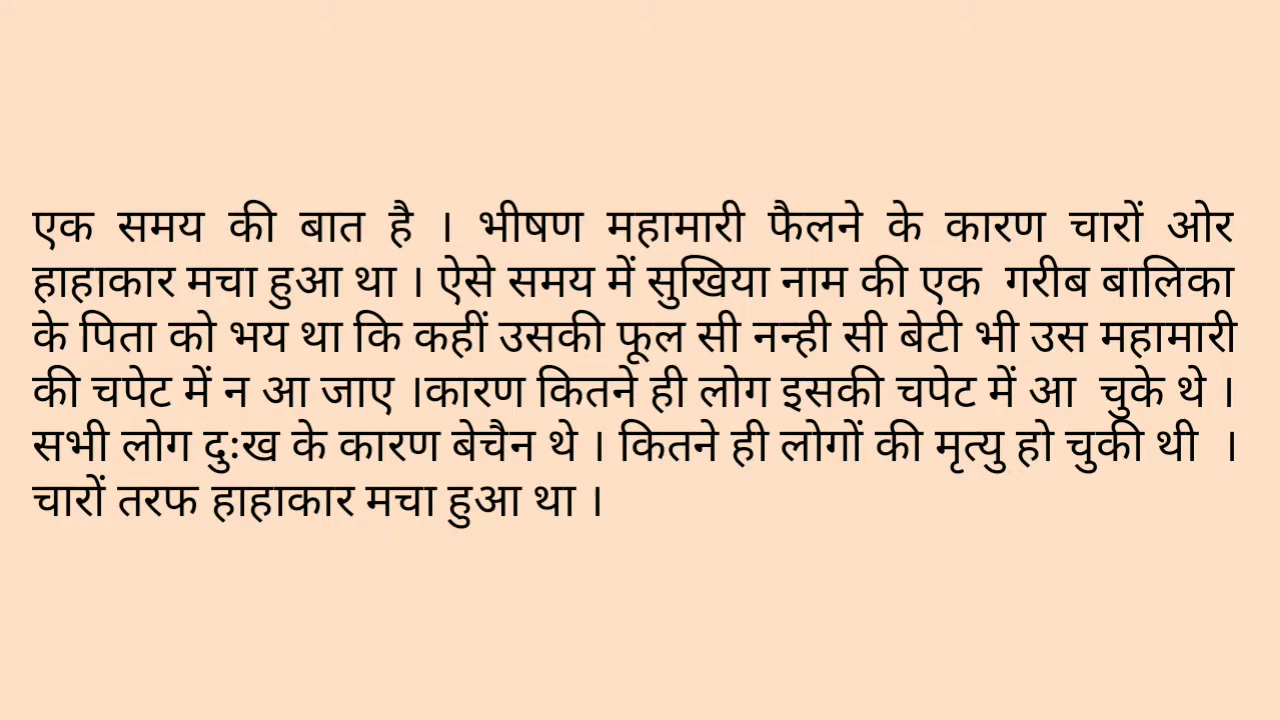 एक समय की बात है । भीषण महामारी फैलने के कारण चारों ओर
हाहाकार मचा हुआ था । ऐसे समय में सुखिया नाम की एक गरीब बालिका
के पिता को भय था कि कहीं उसकी फूल सी नन्ही सी बेटी भी उस महामारी
की चपेट में न आ जाए ।कारण कितने ही लोग इसकी चपेट में आ चुके थे ।
सभी लोग दुःख के कारण बेचैन थे । कितने ही लोगों की मृत्यु हो चुकी थी ।
चारों तरफ हाहाकार मचा हुआ था ।